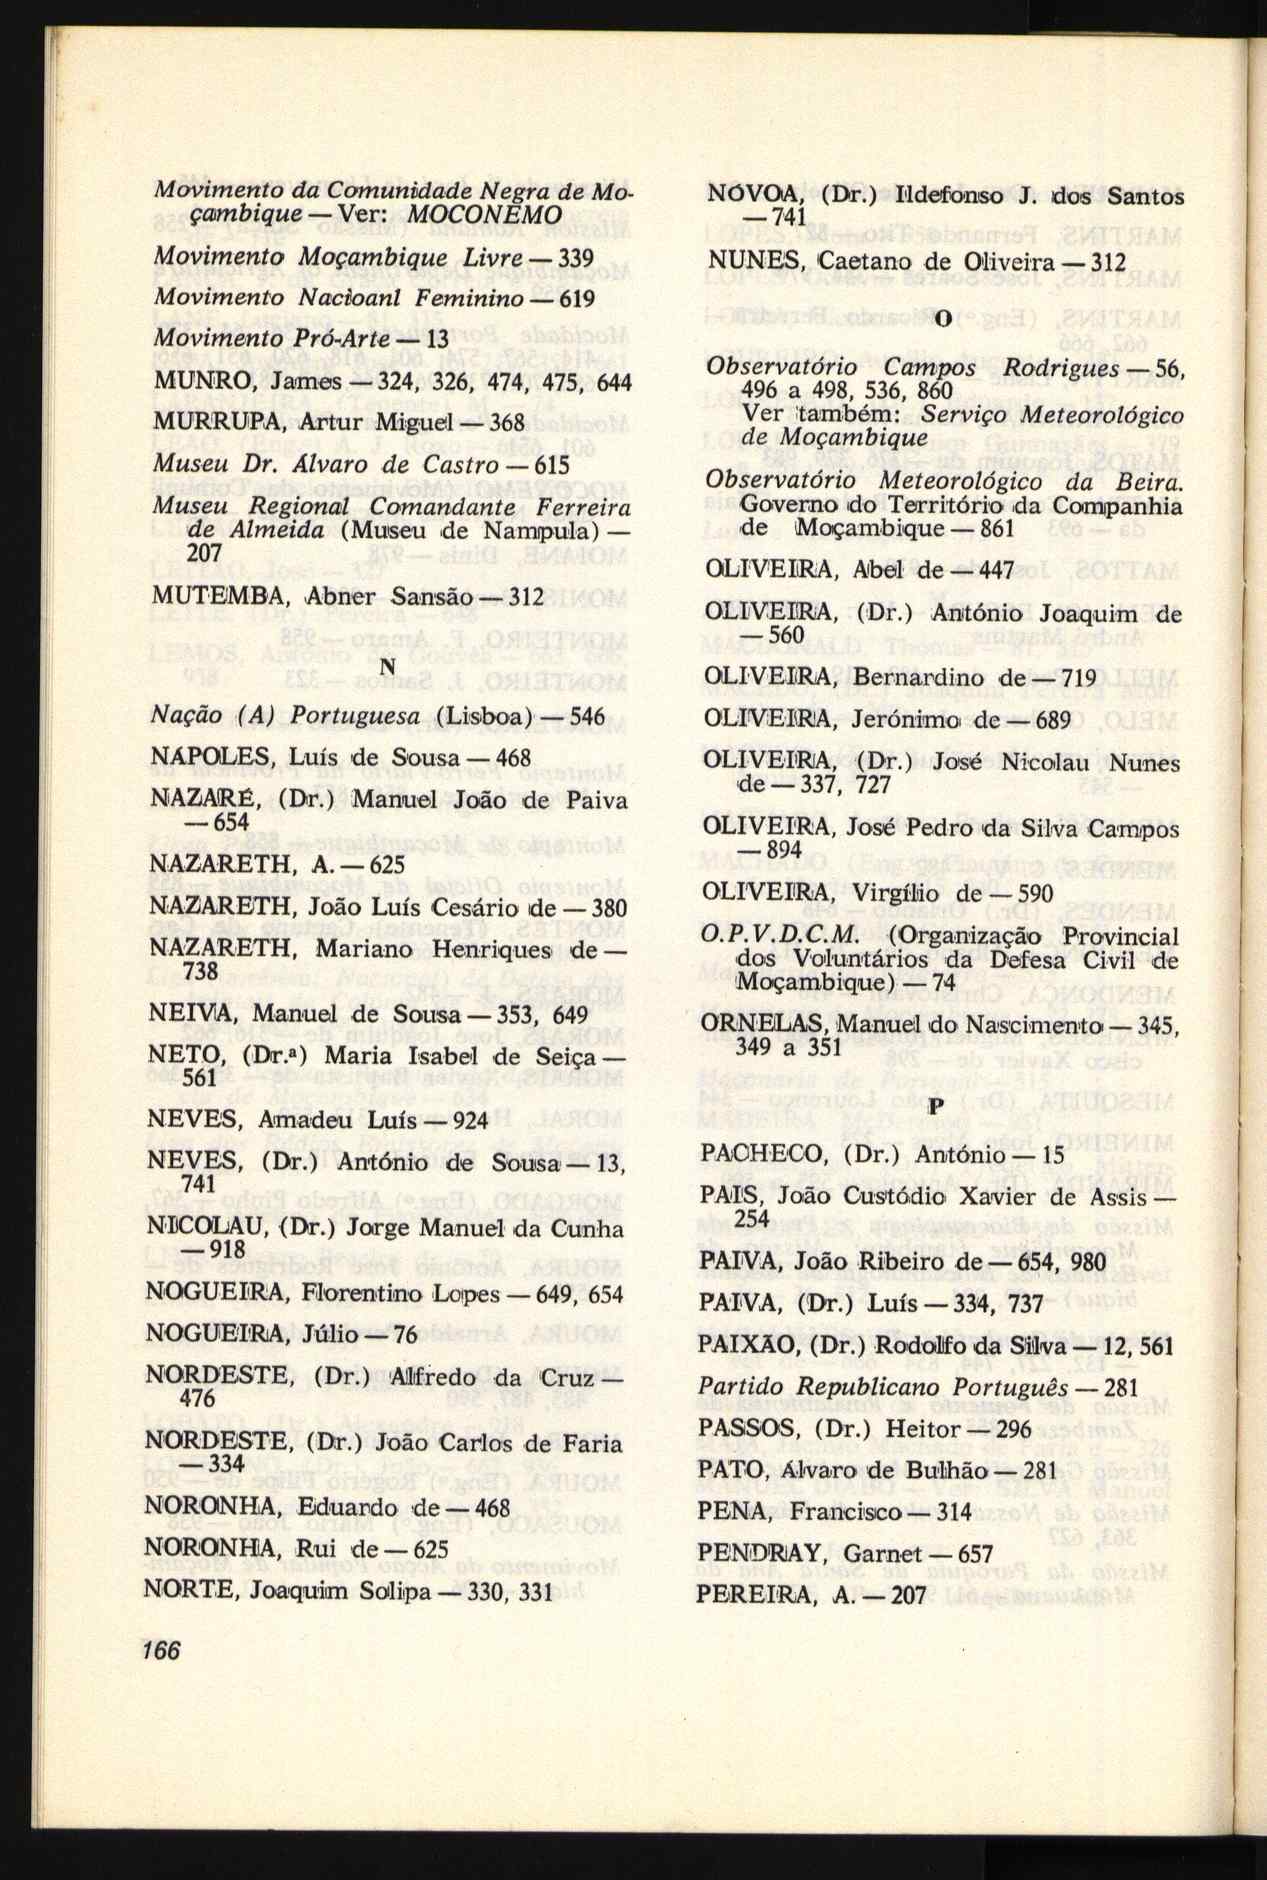 Movimento da Comunidade Negra de Mo-
çambique — Ver: MOCONEMO
Movimento Moçambique Livre — 339
Movimento Nacioanl Feminino — 619
Movimento Pró-Arte — 13
MUNRO, James — 324, 326, 474, 475, 644
MURRUPA, Artur Miguel — 368
Museu Dr. Álvaro de Castro — 615
Museu Regional Comandante Ferreira
de Almeida (Museu de Nampula) —
207
MUTEMBA, Abner Sansão — 312
N
Nação (A) Portuguesa (Lisboa) — 546
NÁPOLES, Luís de Sousa — 468
NAZARÉ, (Dr.) Manuel João de Paiva
— 654
NAZARETH, A. — 625
NAZARETH, João Luís Cesário de — 380
NAZARETH, Mariano Henriques de —
738
NEIVA, Manuel de Sousa — 353, 649
NETO, (Dr.ª) Maria Isabel de Seiça —
561
NEVES, Amadeu Luís — 924
NEVES, (Dr.) António de Sousa — 13,
741
NICOLAU, (Dr.) Jorge Manuel da Cunha
— 918
NOGUEIRA, Florentino Lopes — 649, 654
NOGUEIRA, Júlio — 76
NORDESTE, (Dr.) Alfredo da Cruz —
476
NORDESTE, (Dr.) João Carlos de Faria
— 334
NORONHA, Eduardo de — 468
NORONHA, Rui de — 625
NORTE, Joaquim Solipa — 330, 331
166
NÓVOA, (Dr.) Ildefonso J. dos Santos
— 741
NUNES, Caetano de Oliveira — 312
O
Observatório Campos Rodrigues — 56,
496 a 498, 536, 860
Ver também: Serviço Meteorológico
de Moçambique
Observatório Meteorológico da Beira.
Governo do Território da Companhia
de Moçambique — 861
OLIVEIRA, Abel de — 447
OLIVEIRA, (Dr.) António Joaquim de
— 560
OLIVEIRA, Bernardino de — 719
OLIVEIRA, Jerónimo de — 689
OLIVEIRA, (Dr.) José Nicolau Nunes
de — 337, 727
OLIVEIRA, José Pedro da Silva Campos
— 894
OLIVEIRA, Virgílio de — 590
O.P.V.D.C.M. (Organização Provincial
dos Voluntários da Defesa Civil de
Moçambique) — 74
ORNELAS, Manuel do Nascimento — 345,
349 a 351
P
PACHECO, (Dr.) António — 15
PAIS, João Custódio Xavier de Assis —
254
PAIVA, João Ribeiro de — 654, 980
PAIVA, (Dr.) Luís — 334, 737
PAIXÃO, (Dr.) Rodolfo da Silva — 12, 561
Partido Republicano Português — 281
PASSOS, (Dr.) Heitor — 296
PATO, Álvaro de Bulhão — 281
PENA, Francisco — 314
PENDRAY, Garnet — 657
PEREIRA, A. — 207